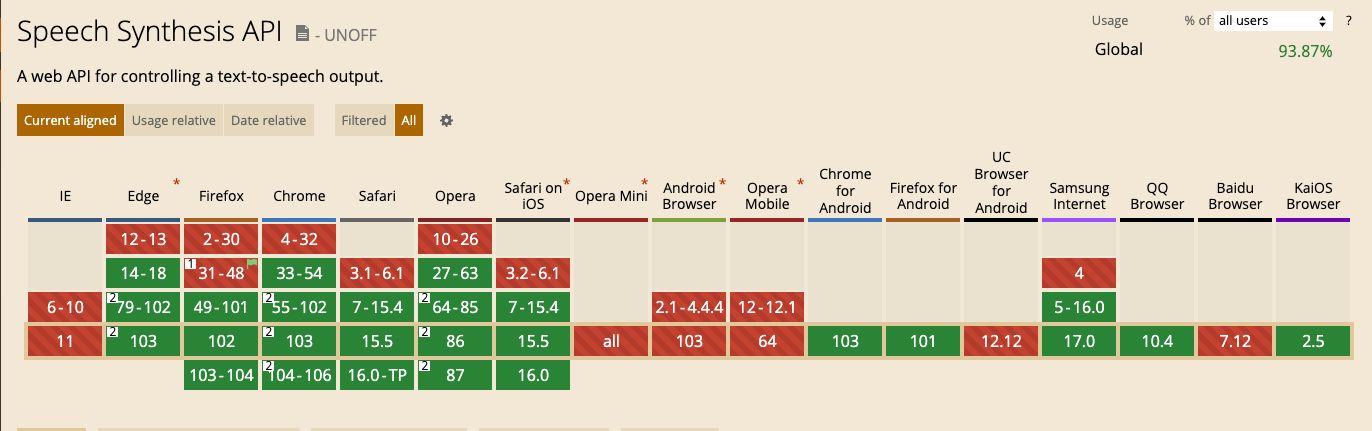 Speech Synthesis API - UNOFF
Usage % of all users ?
Global 93.87%
A web API for controlling a text-to-speech output.
Current aligned Usage relative Date relative Filtered All
IE Edge * Firefox Chrome Safari Opera Safari on iOS * Opera Mini * Android Browser * Opera Mobile * Chrome for Android Firefox for Android UC Browser for Android Samsung Internet QQ Browser Baidu Browser KaiOS Browser
12-13 2-30 4-32 10-26
14-18 1 31-48 33-54 3.1-6.1 27-63 3.2-6.1 4
6-10 2 79-102 49-101 2 55-102 7-15.4 2 64-85 7-15.4 2.1-4.4.4 12-12.1 5-16.0
11 2 103 102 2 103 15.5 2 86 15.5 all 103 64 103 101 12.12 17.0 10.4 7.12 2.5
103-104 2 104-106 16.0-TP 2 87 16.0